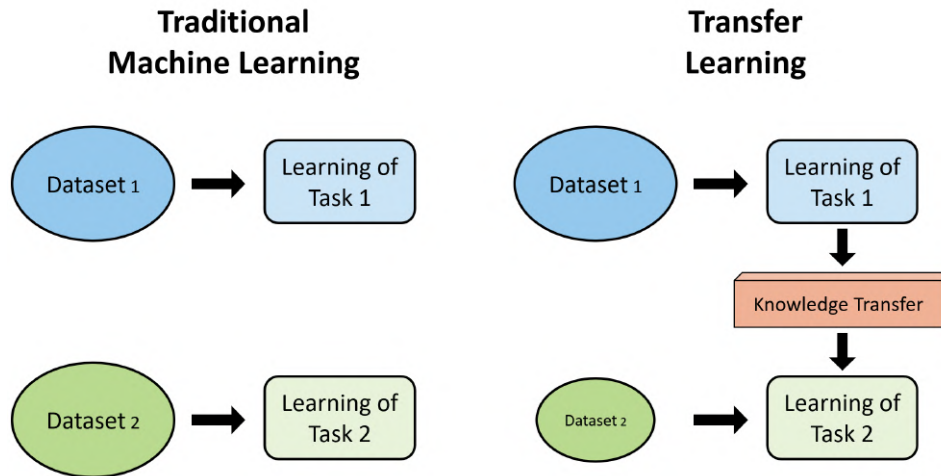 Traditional
Machine Learning
Transfer
Learning
Dataset 1
Learning of
Task 1
Dataset 1
Learning of
Task 1
Knowledge Transfer
Dataset 2
Learning of
Task 2
Dataset 2
Learning of
Task 2